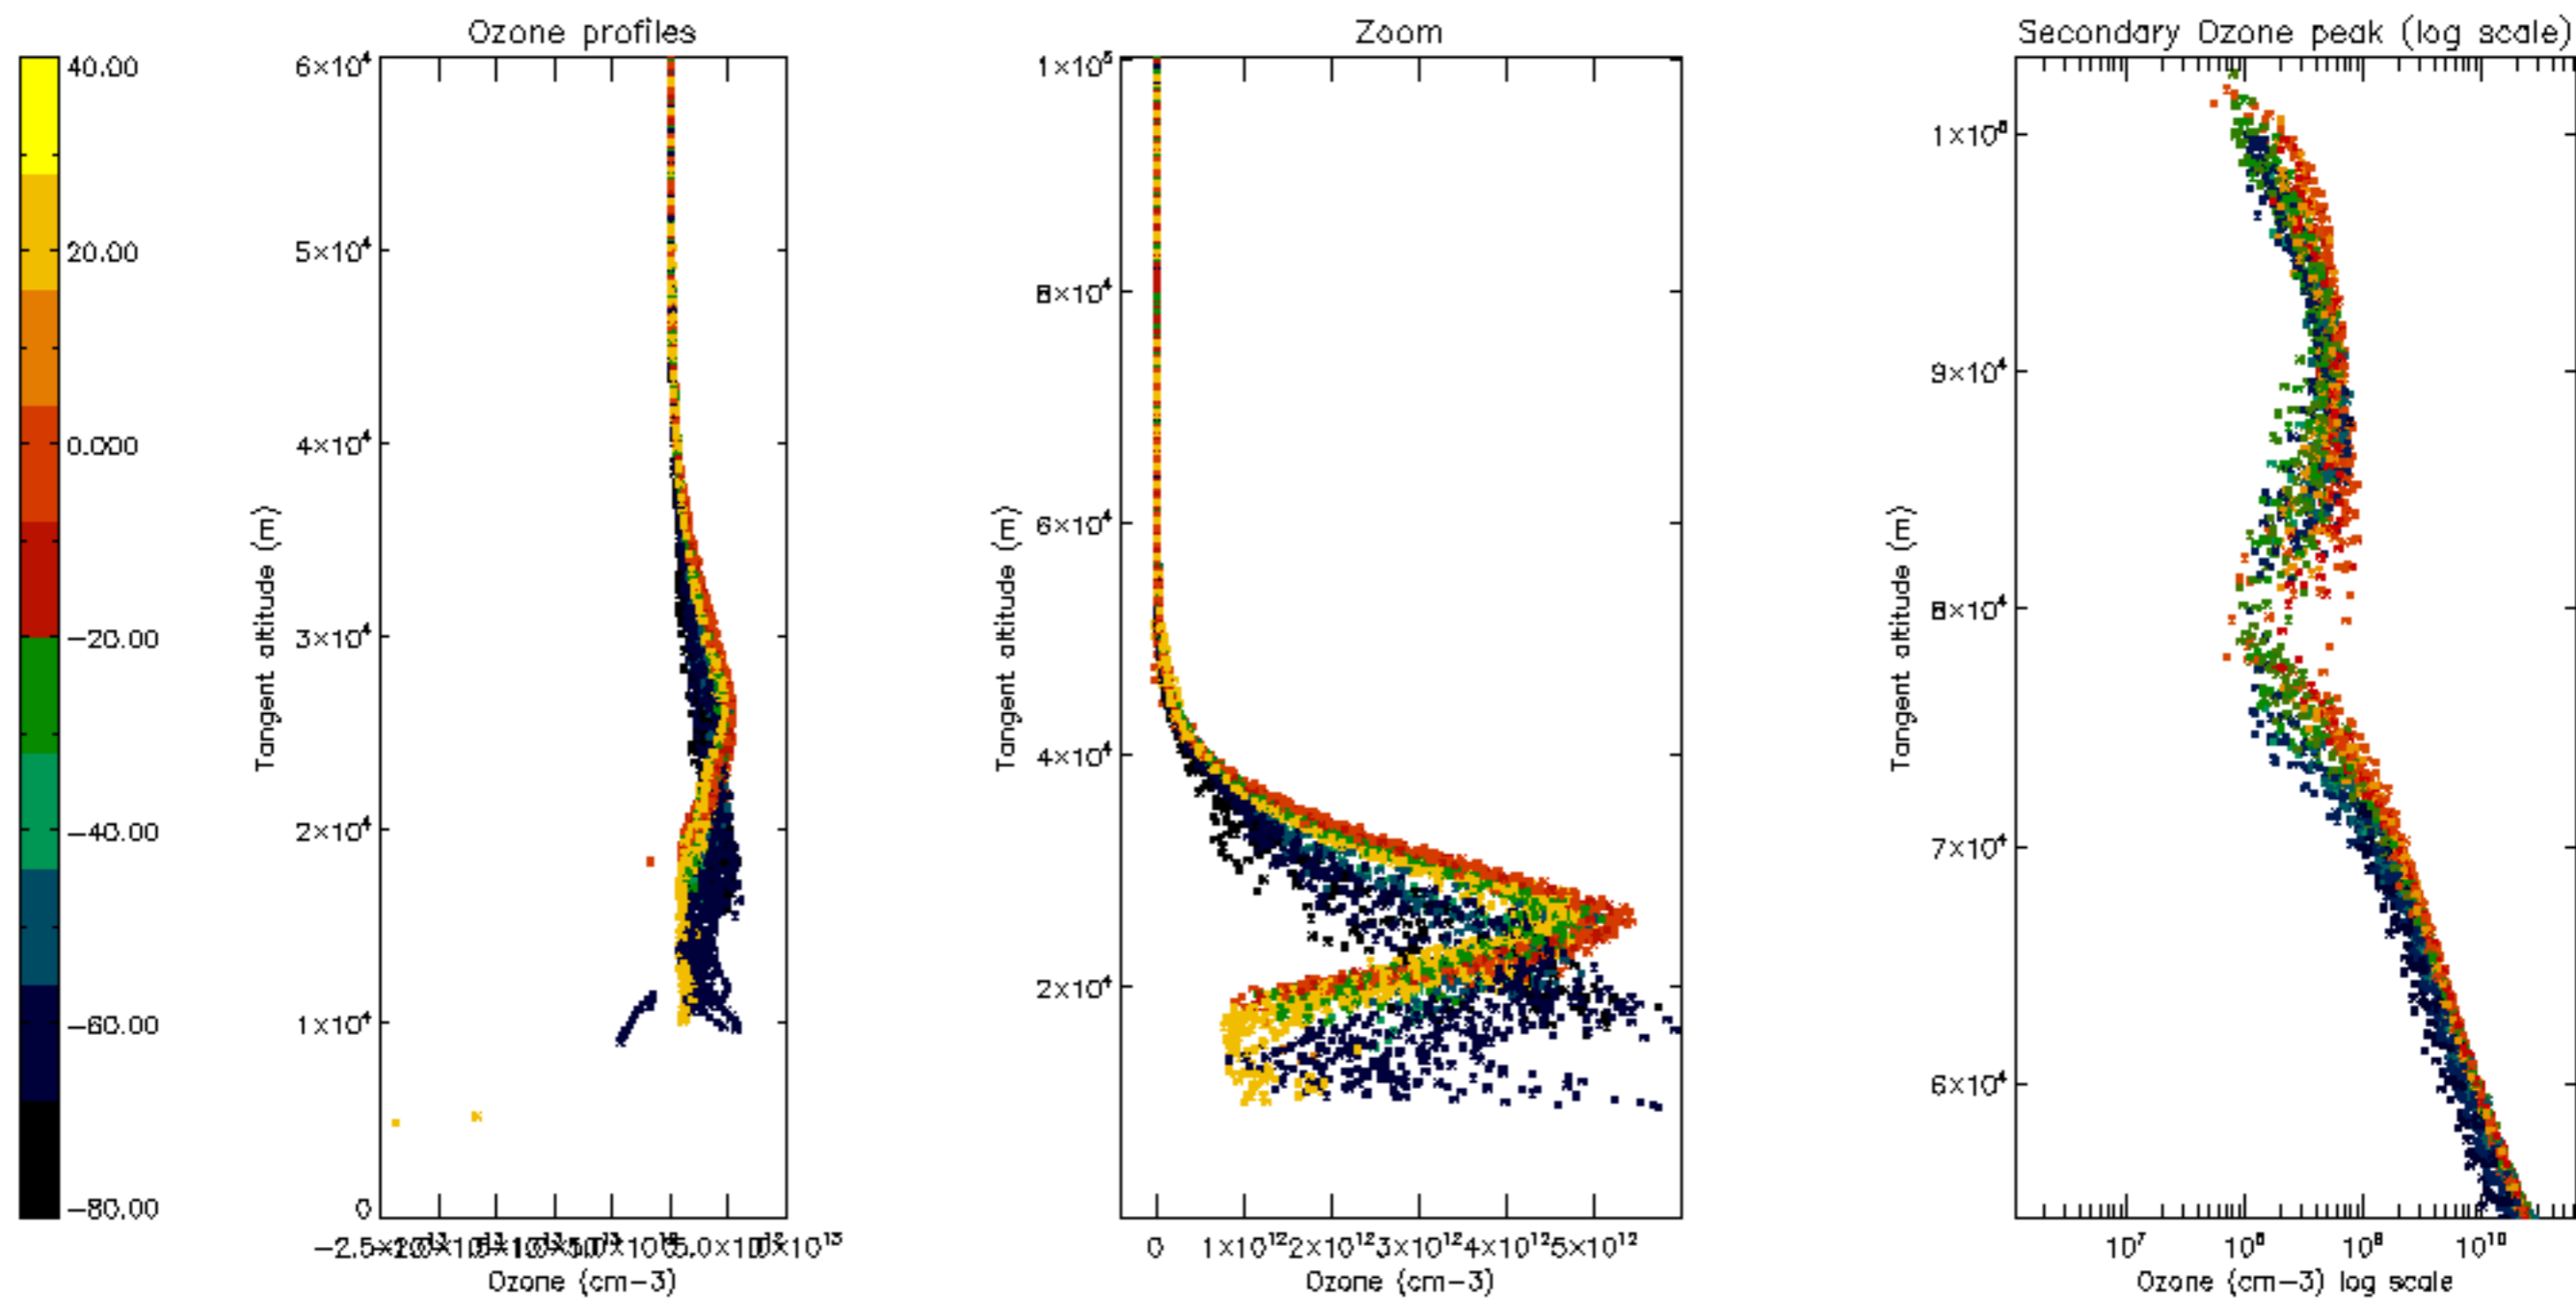 Ozone profiles
Zoom
Secondary Ozone peak (log scale)
40.00
20.00
0.000
−20.00
−40.00
−60.00
−80.00
6×10⁴
5×10⁴
4×10⁴
3×10⁴
2×10⁴
1×10⁴
0
Tangent altitude (m)
Ozone (cm−3)
1×10⁵
8×10⁴
6×10⁴
4×10⁴
2×10⁴
Tangent altitude (m)
0 1×10¹² 2×10¹² 3×10¹² 4×10¹² 5×10¹²
Ozone (cm−3)
9×10⁴
8×10⁴
7×10⁴
6×10⁴
Tangent altitude (m)
10⁷ 10⁸ 10⁹ 10¹⁰
Ozone (cm−3) log scale